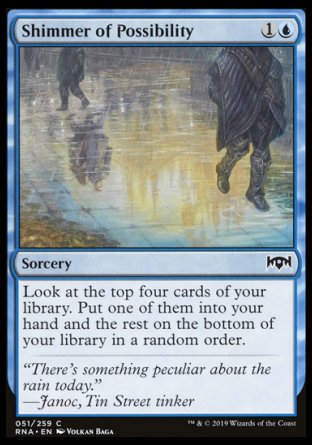 Shimmer of Possibility 1
Sorcery
Look at the top four cards of your
library. Put one of them into your
hand and the rest on the bottom of
your library in a random order.
"There's something peculiar about the
rain today."
—Janoc, Tin Street tinker
051/259 C
RNA • EN VOLKAN BAGA
™ & © 2019 Wizards of the Coast